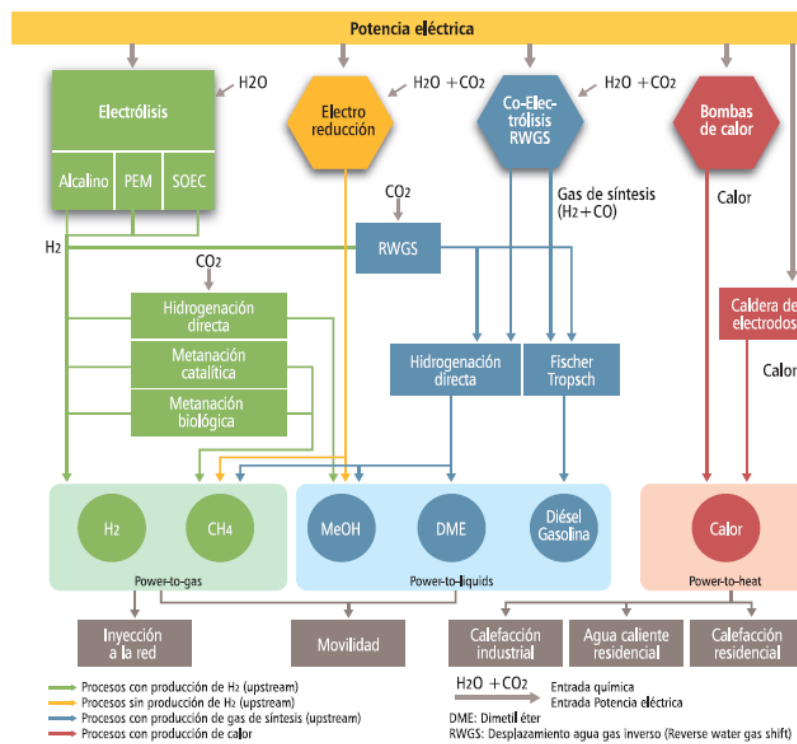 Potencia eléctrica
H2O
H2O +CO2
H2O +CO2
Electrólisis
Alcalino
PEM
SOEC
Electro
reducción
Co-Elec-
trólisis
RWGS
Bombas
de calor
CO2
Gas de síntesis
(H2+CO)
Calor
H2
RWGS
CO2
Hidrogenación
directa
Metanación
catalítica
Metanación
biológica
Hidrogenación
directa
Fischer
Tropsch
Caldera de
electrodos
Calor
H2
CH4
MeOH
DME
Diésel
Gasolina
Calor
Power-to-gas
Power-to-liquids
Power-to-heat
Inyección
a la red
Movilidad
Calefacción
industrial
Agua caliente
residencial
Calefacción
residencial
Procesos con producción de H2 (upstream)
Procesos sin producción de H2 (upstream)
Procesos con producción de gas de síntesis (upstream)
Procesos con producción de calor
H2O +CO2
Entrada química
Entrada Potencia eléctrica
DME: Dimetil éter
RWGS: Desplazamiento agua gas inverso (Reverse water gas shift)